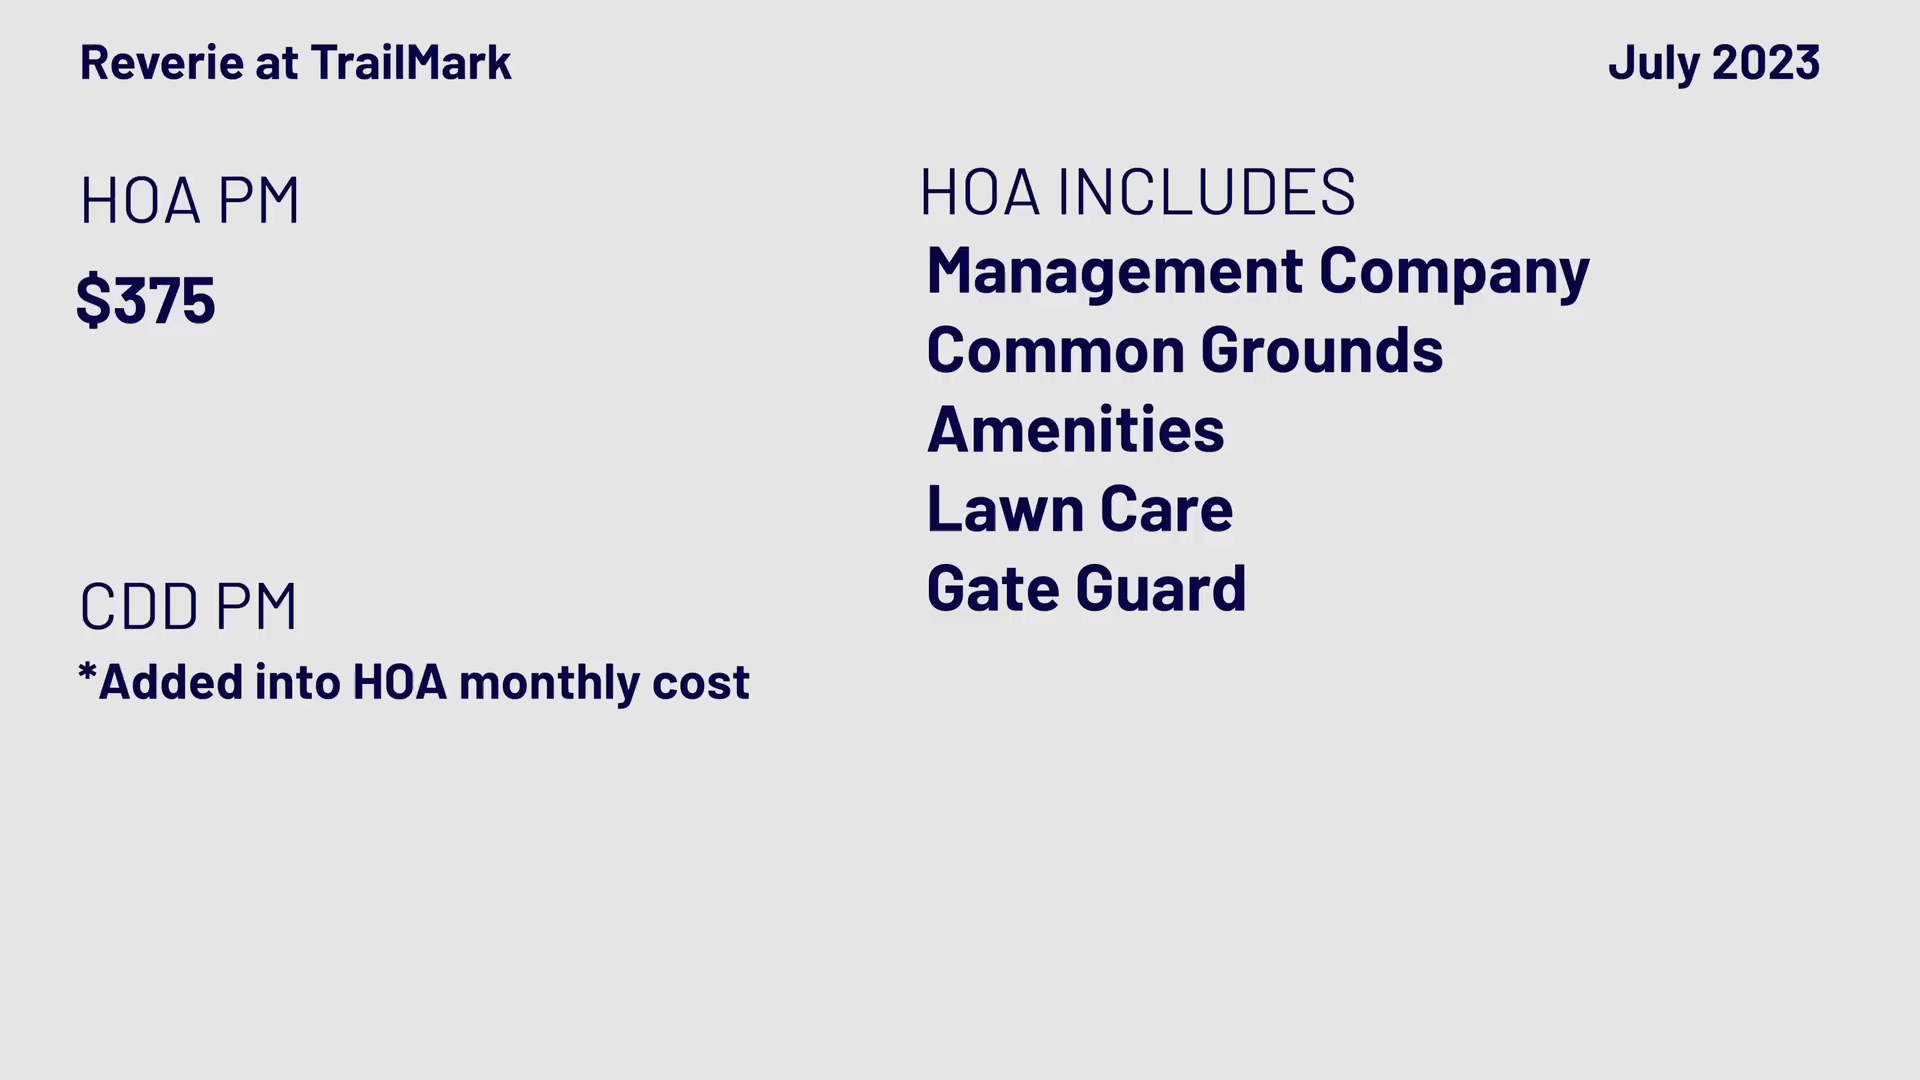 Reverie at TrailMark
July 2023
HOA PM
$375
CDD PM
*Added into HOA monthly cost
HOA INCLUDES
Management Company
Common Grounds
Amenities
Lawn Care
Gate Guard